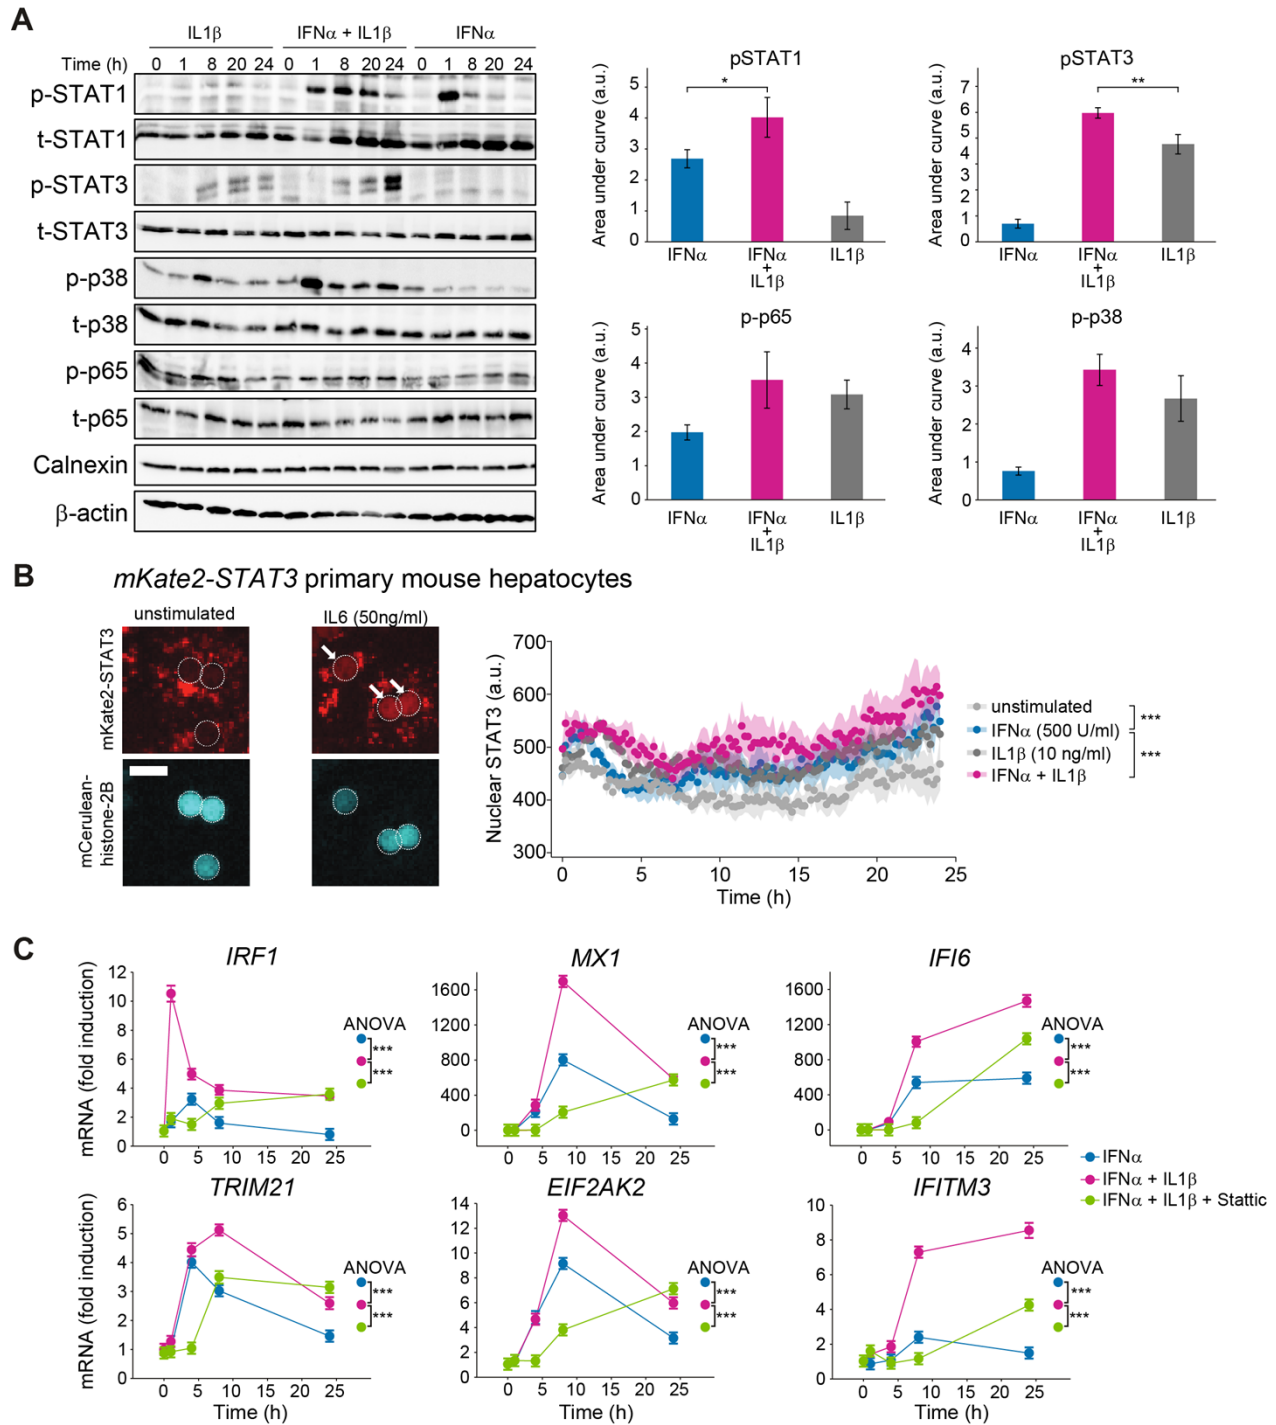 A
IL1β IFNα + IL1β IFNα
Time (h) 0 1 8 20 24 0 1 8 20 24 0 1 8 20 24
p-STAT1
t-STAT1
p-STAT3
t-STAT3
p-p38
t-p38
p-p65
t-p65
Calnexin
β-actin
pSTAT1
Area under curve (a.u.)
5
4
3
2
1
0
*
IFNα IFNα + IL1β IL1β
pSTAT3
Area under curve (a.u.)
7
6
5
4
3
2
1
0
**
IFNα IFNα + IL1β IL1β
p-p65
Area under curve (a.u.)
5
4
3
2
1
0
IFNα IFNα + IL1β IL1β
p-p38
Area under curve (a.u.)
4
3
2
1
0
IFNα IFNα + IL1β IL1β
B
mKate2-STAT3 primary mouse hepatocytes
unstimulated IL6 (50ng/ml)
mKate2-STAT3
mCerulean-
histone-2B
Nuclear STAT3 (a.u.)
700
600
500
400
300
0 5 10 15 20 25
Time (h)
unstimulated
IFNα (500 U/ml)
IL1β (10 ng/ml)
IFNα + IL1β
***
***
C
IRF1
mRNA (fold induction)
12
10
8
6
4
2
0
0 5 10 15 20 25
ANOVA
***
***
MX1
1600
1200
800
400
0
0 5 10 15 20 25
ANOVA
***
***
IFI6
1600
1200
800
400
0
0 5 10 15 20 25
ANOVA
***
***
IFNα
IFNα + IL1β
IFNα + IL1β + Stattic
TRIM21
mRNA (fold induction)
6
5
4
3
2
1
0
0 5 10 15 20 25
Time (h)
ANOVA
***
***
EIF2AK2
14
12
10
8
6
4
2
0
0 5 10 15 20 25
Time (h)
ANOVA
***
***
IFITM3
10
8
6
4
2
0
0 5 10 15 20 25
Time (h)
ANOVA
***
***